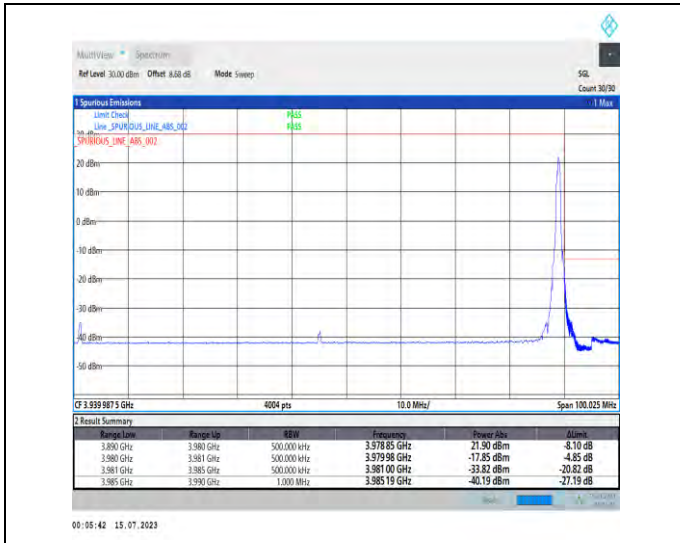 MultiView Spectrum
Ref Level 30.00 dBm Offset 8.68 dB Mode Sweep SGL
Count 30/30
1 Spurious Emissions 1 Max
Limit Check PASS
Line _SPURIOUS_LINE_ABS_002 PASS
_SPURIOUS_LINE_ABS_002
20 dBm
10 dBm
0 dBm
-10 dBm
-20 dBm
-30 dBm
-40 dBm
-50 dBm
CF 3.939 987 5 GHz 4004 pts 10.0 MHz/ Span 100.025 MHz
2 Result Summary
Range Low Range Up RBW Frequency Power Abs ΔLimit
3.890 GHz 3.980 GHz 500.000 kHz 3.978 85 GHz 21.90 dBm -8.10 dB
3.980 GHz 3.981 GHz 500.000 kHz 3.979 98 GHz -17.85 dBm -4.85 dB
3.981 GHz 3.985 GHz 500.000 kHz 3.981 00 GHz -33.82 dBm -20.82 dB
3.985 GHz 3.990 GHz 1.000 MHz 3.985 19 GHz -40.19 dBm -27.19 dB
00:05:42 15.07.2023